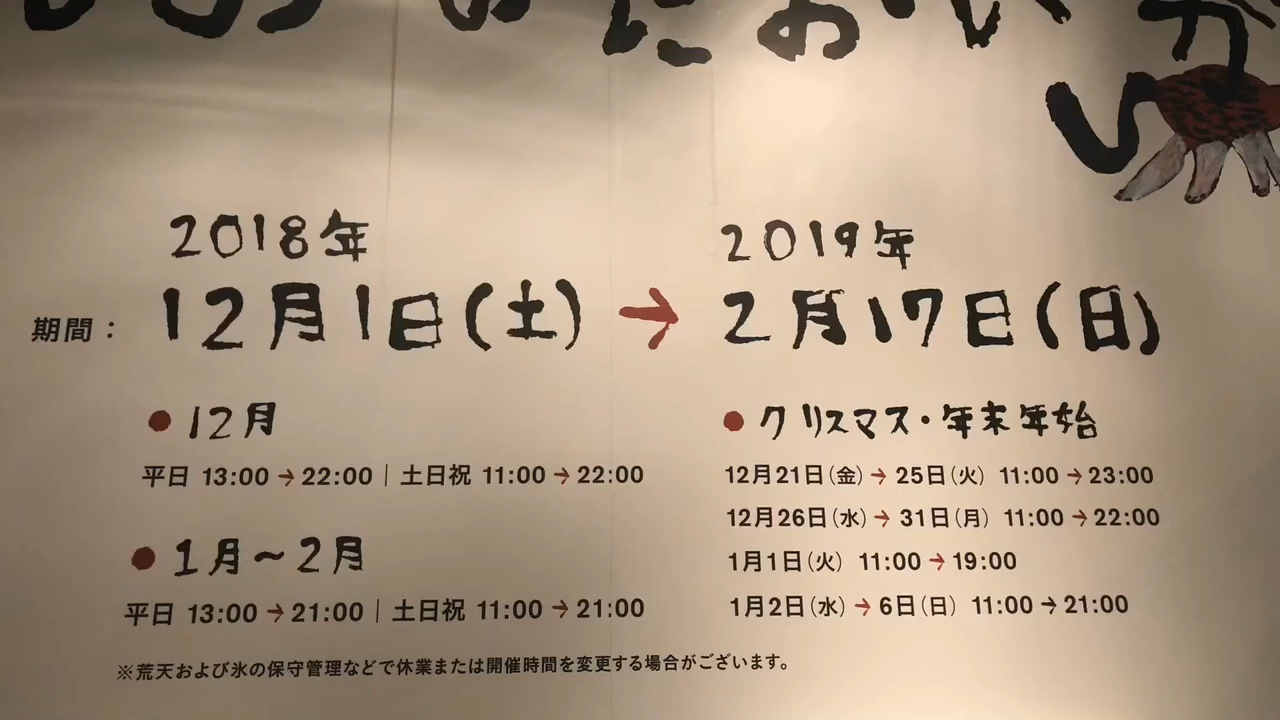 におい
2018年
2019年
期間：12月1日(土)→2月17日(日)
●12月
平日 13:00→22:00｜土日祝 11:00→22:00
●1月～2月
平日 13:00→21:00｜土日祝 11:00→21:00
●クリスマス・年末年始
12月21日(金)→25日(火) 11:00→23:00
12月26日(水)→31日(月) 11:00→22:00
1月1日(火) 11:00→19:00
1月2日(水)→6日(日) 11:00→21:00
※荒天および氷の保守管理などで休業または開催時間を変更する場合がございます。